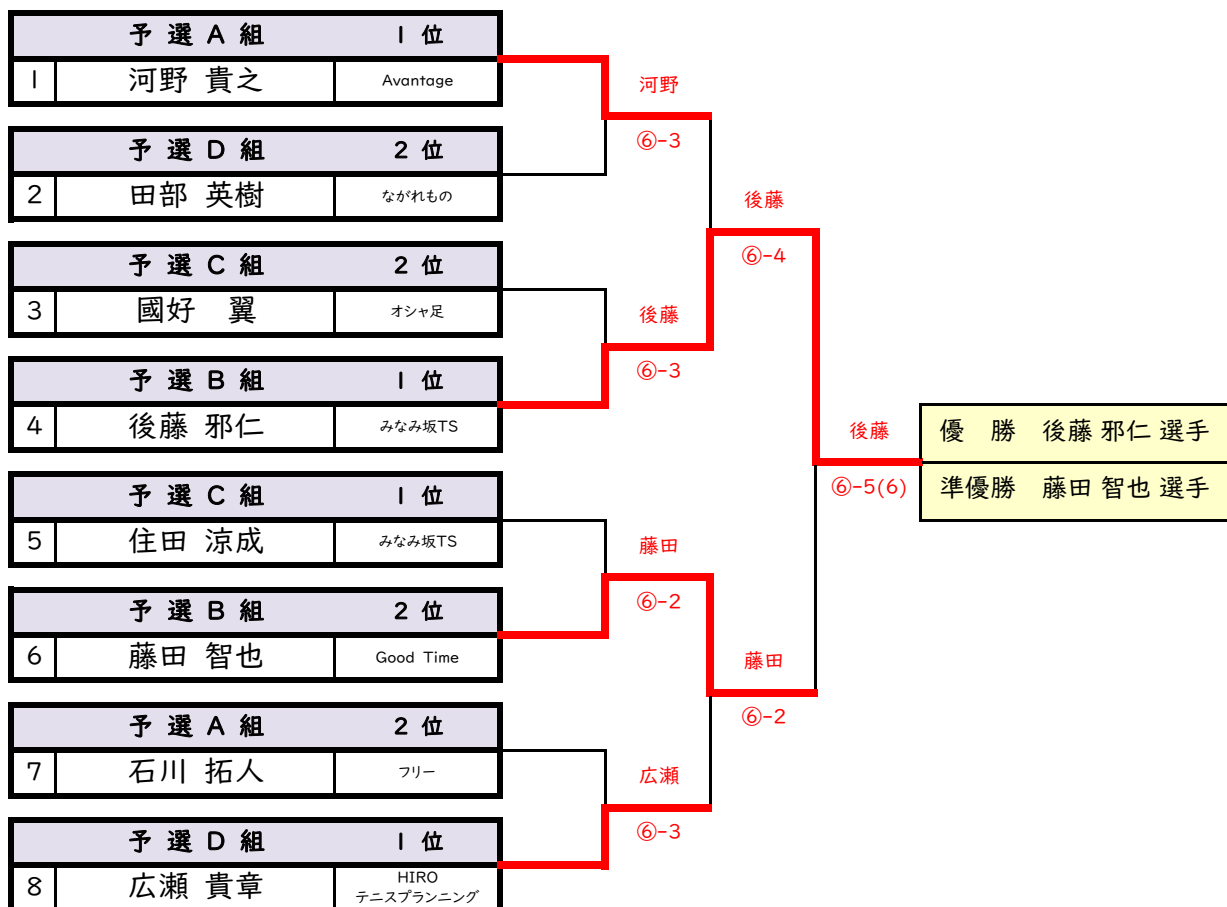 予選A組 1位
1 河野 貴之 Avantage
予選D組 2位
2 田部 英樹 ながれもの
予選C組 2位
3 國好 翼 オシャ足
予選B組 1位
4 後藤 邪仁 みなみ坂TS
予選C組 1位
5 住田 涼成 みなみ坂TS
予選B組 2位
6 藤田 智也 Good Time
予選A組 2位
7 石川 拓人 フリー
予選D組 1位
8 広瀬 貴章 HIRO
テニスプランニング
河野
⑥-3
後藤
⑥-3
藤田
⑥-2
広瀬
⑥-3
後藤
⑥-4
藤田
⑥-2
後藤
⑥-5(6)
優 勝 後藤 邪仁 選手
準優勝 藤田 智也 選手